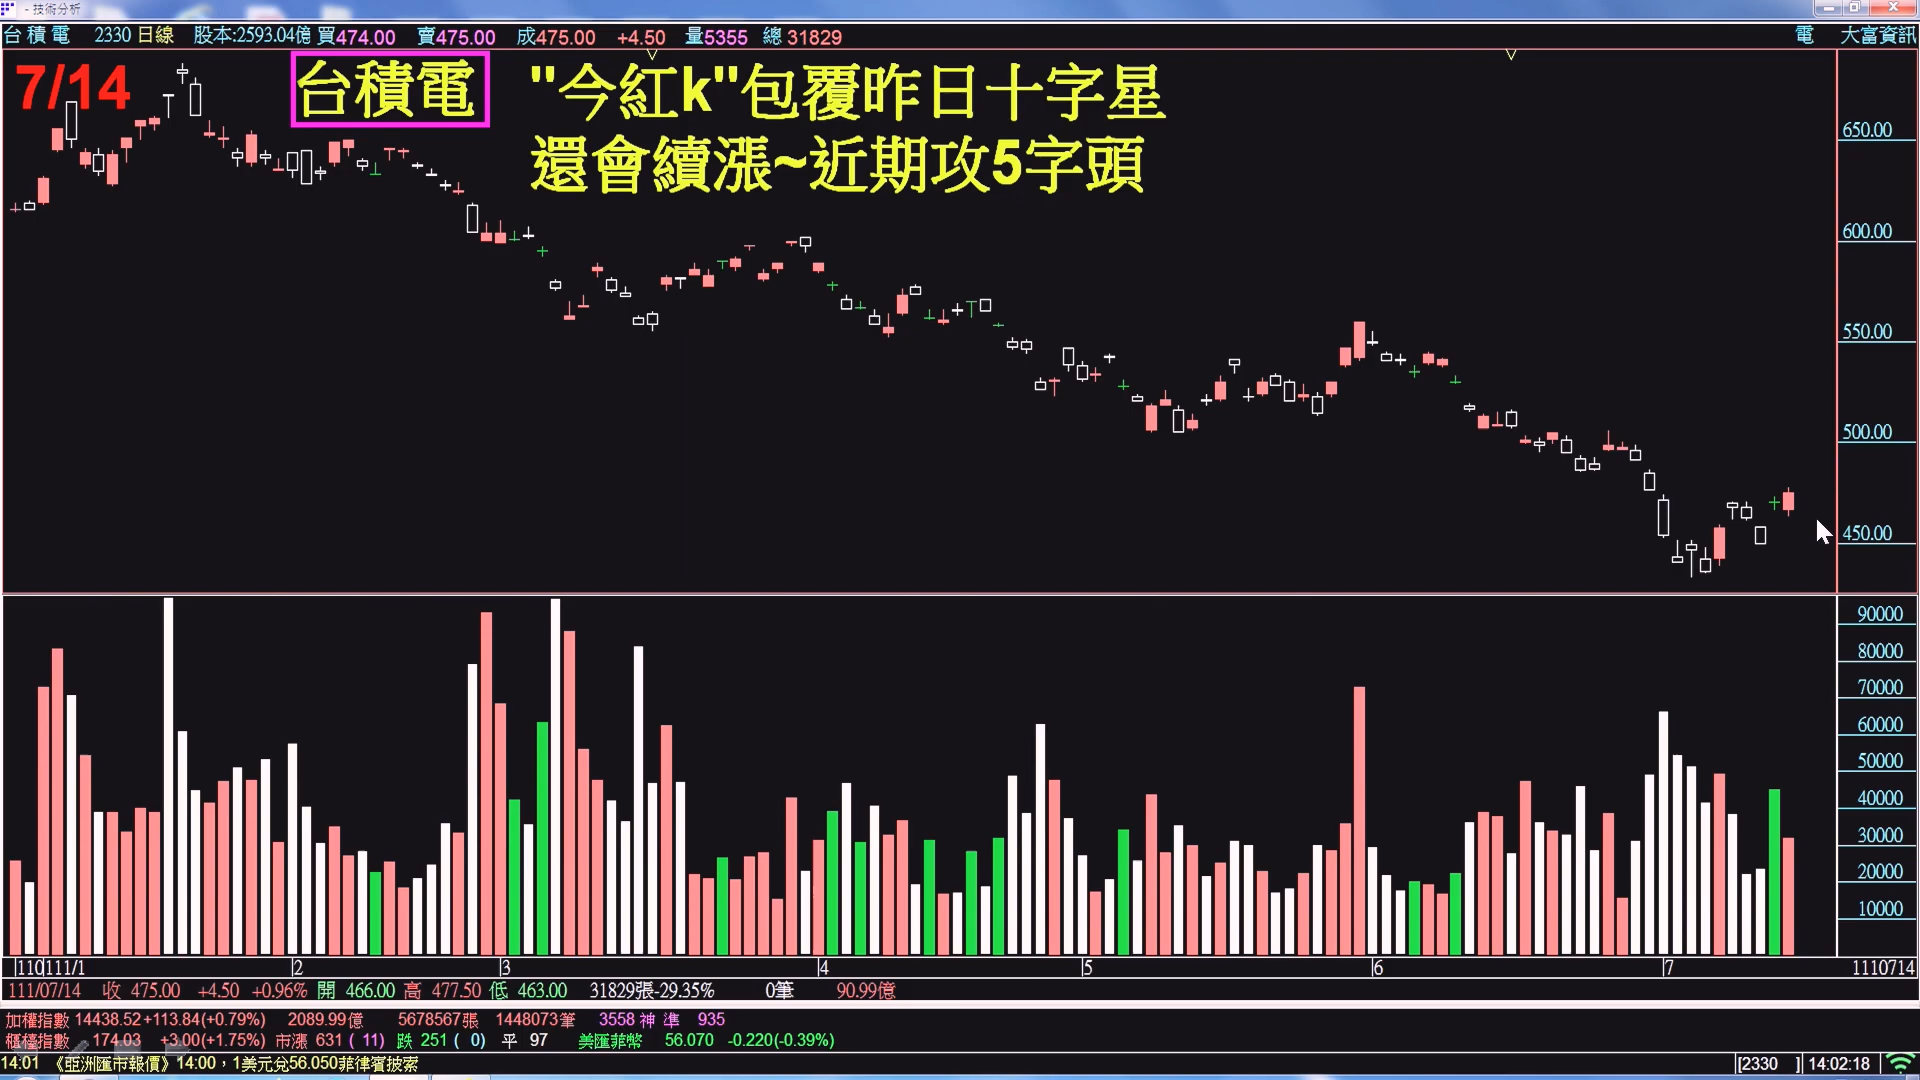 - 技術分析
台積電 2330 日線 股本:2593.04億 買474.00 賣475.00 成475.00 +4.50 量5355 總 31829 電 大富資訊
7/14
台積電
"今紅k"包覆昨日十字星
還會續漲~近期攻5字頭
650.00
600.00
550.00
500.00
450.00
90000
80000
70000
60000
50000
40000
30000
20000
10000
110 111/1 2 3 4 5 6 7 1110714
111/07/14 收 475.00 +4.50 +0.96% 開 466.00 高 477.50 低 463.00 31829張-29.35% 0筆 90.99億
加權指數 14438.52+113.84(+0.79%) 2089.99億 5678567張 1448073筆 3558 神 準 935
櫃檯指數 174.03 +3.00(+1.75%) 市漲 631 ( 11) 跌 251 ( 0) 平 97 美匯菲幣 56.070 -0.220(-0.39%)
14:01 《亞洲匯市報價》14:00，1美元兌56.050菲律賓披索 [2330 ] 14:02:18